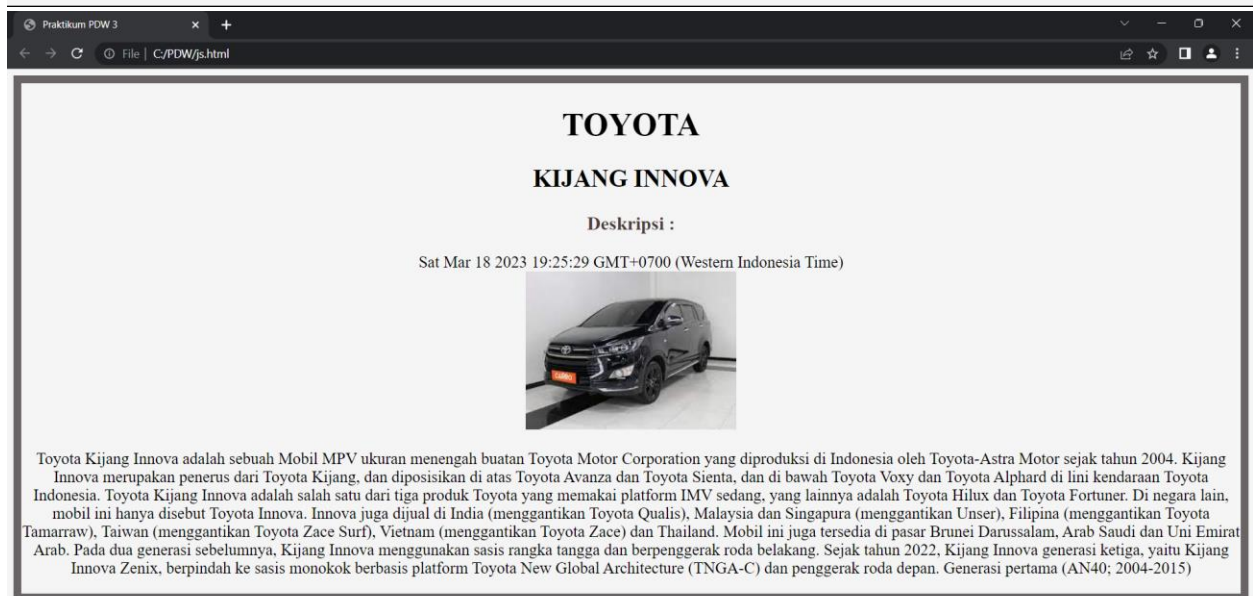 Praktikum PDW 3
File | C:/PDW/js.html
TOYOTA
KIJANG INNOVA
Deskripsi :
Sat Mar 18 2023 19:25:29 GMT+0700 (Western Indonesia Time)
Toyota Kijang Innova adalah sebuah Mobil MPV ukuran menengah buatan Toyota Motor Corporation yang diproduksi di Indonesia oleh Toyota-Astra Motor sejak tahun 2004. Kijang
Innova merupakan penerus dari Toyota Kijang, dan diposisikan di atas Toyota Avanza dan Toyota Sienta, dan di bawah Toyota Voxy dan Toyota Alphard di lini kendaraan Toyota
Indonesia. Toyota Kijang Innova adalah salah satu dari tiga produk Toyota yang memakai platform IMV sedang, yang lainnya adalah Toyota Hilux dan Toyota Fortuner. Di negara lain,
mobil ini hanya disebut Toyota Innova. Innova juga dijual di India (menggantikan Toyota Qualis), Malaysia dan Singapura (menggantikan Unser), Filipina (menggantikan Toyota
Tamarraw), Taiwan (menggantikan Toyota Zace Surf), Vietnam (menggantikan Toyota Zace) dan Thailand. Mobil ini juga tersedia di pasar Brunei Darussalam, Arab Saudi dan Uni Emirat
Arab. Pada dua generasi sebelumnya, Kijang Innova menggunakan sasis rangka tangga dan berpenggerak roda belakang. Sejak tahun 2022, Kijang Innova generasi ketiga, yaitu Kijang
Innova Zenix, berpindah ke sasis monokok berbasis platform Toyota New Global Architecture (TNGA-C) dan penggerak roda depan. Generasi pertama (AN40; 2004-2015)